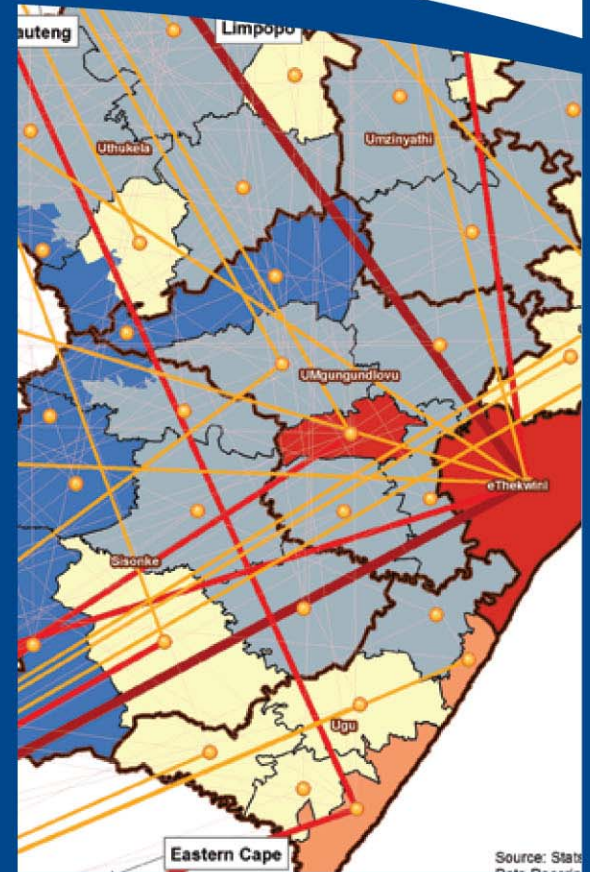 auteng
Limpopo
Uthukela
Umzinyathi
UMgungundlovu
eThekwini
Sisonke
Ugu
Eastern Cape
Source: Stats